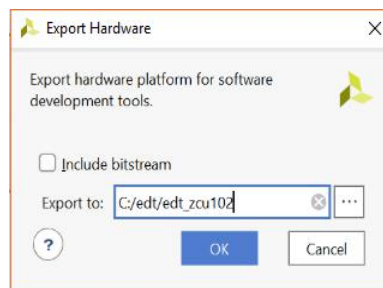 Export Hardware
Export hardware platform for software
development tools.
Include bitstream
Export to: C:/edt/edt_zcu102 ...
? OK Cancel